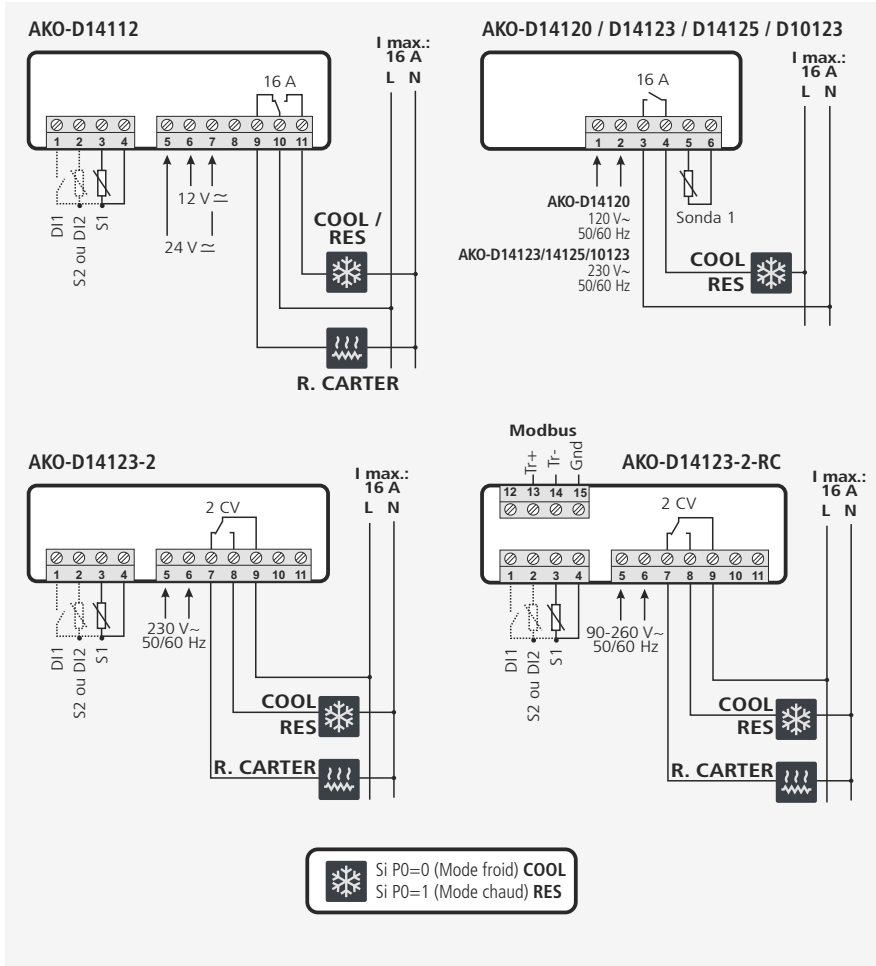 AKO-D14112
I max.:
16 A
L N
16 A
1 2 3 4 5 6 7 8 9 10 11
DI1
S2 ou DI2
S1
12 V≂
24 V≂
COOL /
RES
R. CARTER
AKO-D14120 / D14123 / D14125 / D10123
I max.:
16 A
L N
16 A
1 2 3 4 5 6
AKO-D14120
120 V~
50/60 Hz
AKO-D14123/14125/10123
230 V~
50/60 Hz
Sonda 1
COOL
RES
AKO-D14123-2
I max.:
16 A
L N
2 CV
1 2 3 4 5 6 7 8 9 10 11
DI1
S2 ou DI2
S1
230 V~
50/60 Hz
COOL
RES
R. CARTER
Modbus
Tr+
Tr-
Gnd
AKO-D14123-2-RC
I max.:
16 A
L N
12 13 14 15
2 CV
1 2 3 4 5 6 7 8 9 10 11
DI1
S2 ou DI2
S1
90-260 V~
50/60 Hz
COOL
RES
R. CARTER
Si P0=0 (Mode froid) COOL
Si P0=1 (Mode chaud) RES